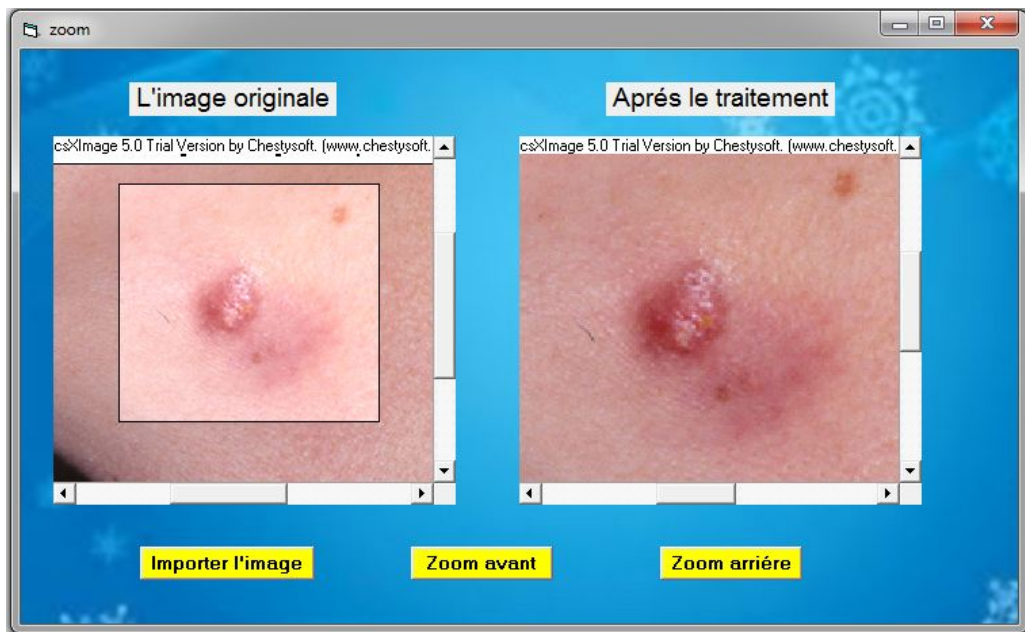 zoom
L'image originale
Aprés le traitement
csXImage 5.0 Trial Version by Chestysoft. (www.chestysoft.
csXImage 5.0 Trial Version by Chestysoft. (www.chestysoft.
Importer l'image
Zoom avant
Zoom arriére